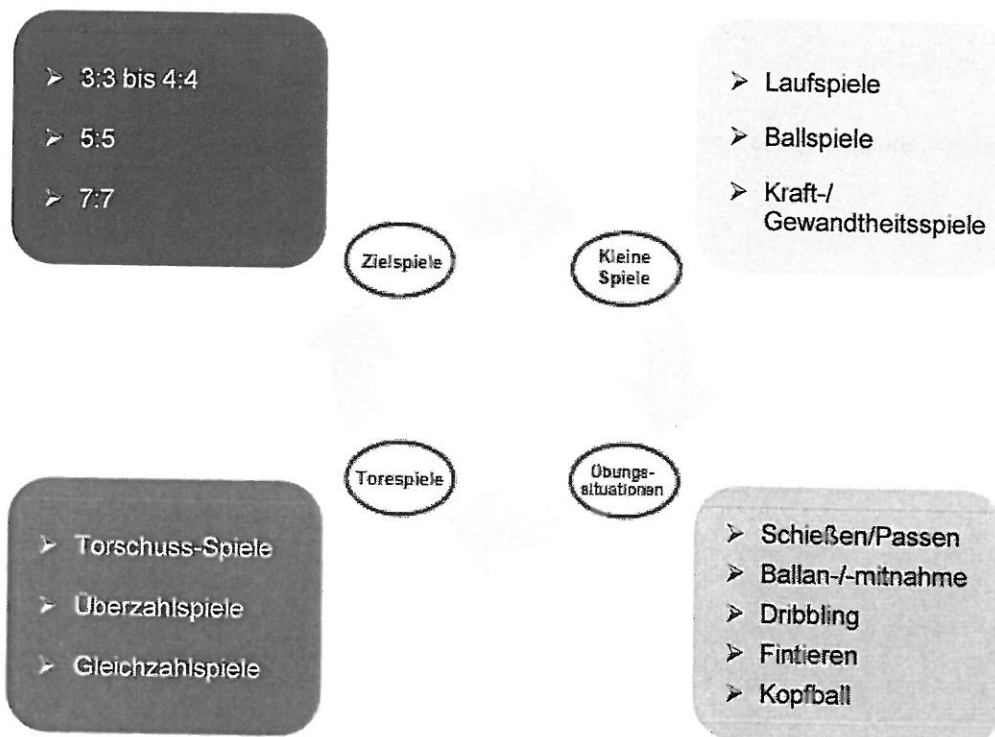 ➢ 3:3 bis 4:4
➢ 5:5
➢ 7:7
➢ Laufspiele
➢ Ballspiele
➢ Kraft-/
Gewandtheitsspiele
Zielspiele
Kleine
Spiele
Torespiele
Übungs-
situationen
➢ Torschuss-Spiele
➢ Überzahlspiele
➢ Gleichzahlspiele
➢ Schießen/Passen
➢ Ballan-/-mitnahme
➢ Dribbling
➢ Fintieren
➢ Kopfball